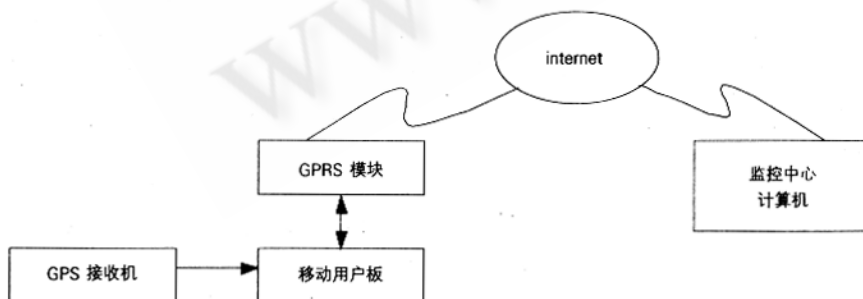 internet
GPRS 模块
监控中心
计算机
GPS 接收机
移动用户板